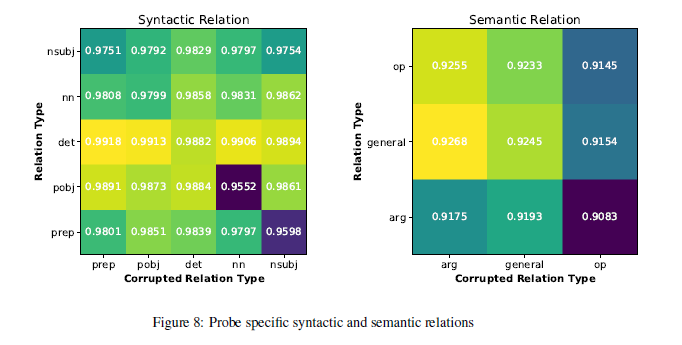 Syntactic Relation
Relation Type
nsubj 0.9751 0.9792 0.9829 0.9797 0.9754
nn 0.9808 0.9799 0.9858 0.9831 0.9862
det 0.9918 0.9913 0.9882 0.9906 0.9894
pobj 0.9891 0.9873 0.9884 0.9552 0.9861
prep 0.9801 0.9851 0.9839 0.9797 0.9598
prep pobj det nn nsubj
Corrupted Relation Type
Semantic Relation
Relation Type
op 0.9255 0.9233 0.9145
general 0.9268 0.9245 0.9154
arg 0.9175 0.9193 0.9083
arg general op
Corrupted Relation Type
Figure 8: Probe specific syntactic and semantic relations